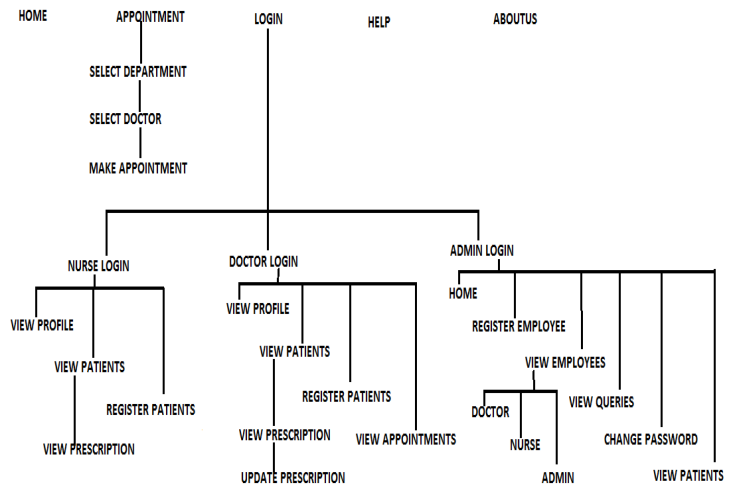 HOME
APPOINTMENT
LOGIN
HELP
ABOUTUS
SELECT DEPARTMENT
SELECT DOCTOR
MAKE APPOINTMENT
NURSE LOGIN
DOCTOR LOGIN
ADMIN LOGIN
VIEW PROFILE
VIEW PATIENTS
REGISTER PATIENTS
VIEW PRESCRIPTION
VIEW PROFILE
VIEW PATIENTS
REGISTER PATIENTS
VIEW APPOINTMENTS
VIEW PRESCRIPTION
UPDATE PRESCRIPTION
HOME
REGISTER EMPLOYEE
VIEW EMPLOYEES
VIEW QUERIES
CHANGE PASSWORD
VIEW PATIENTS
DOCTOR
NURSE
ADMIN